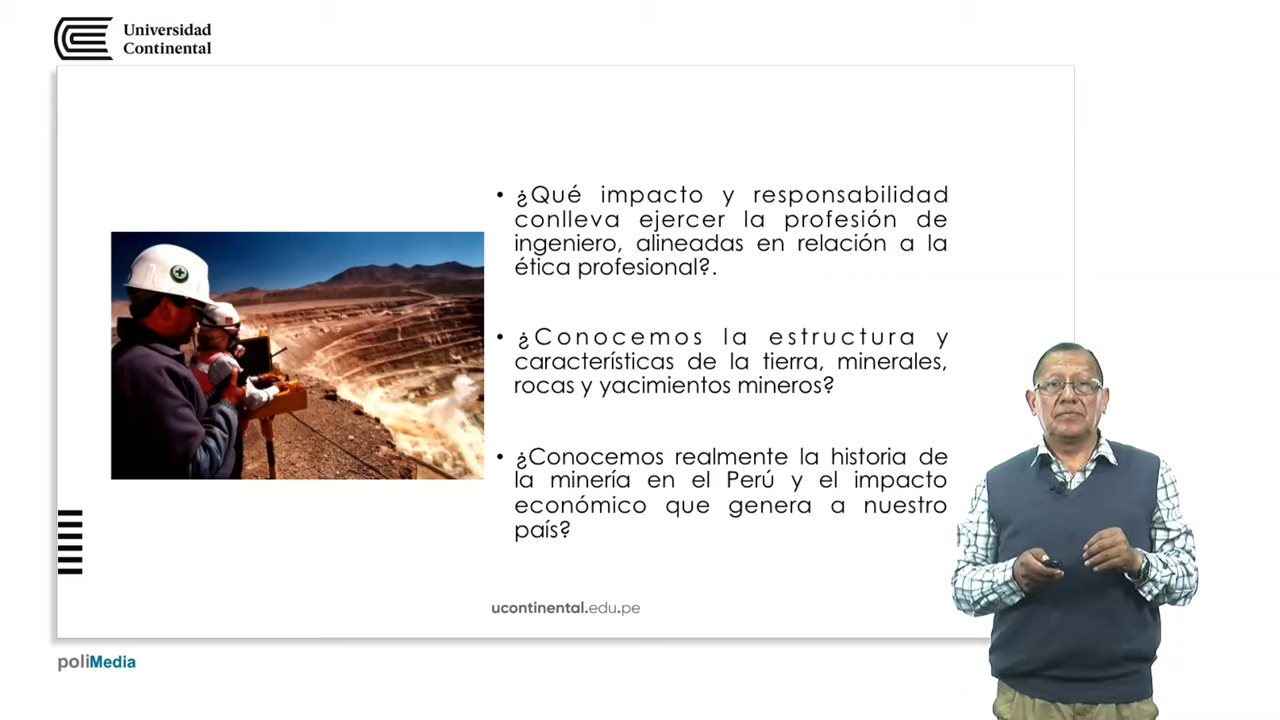 Universidad
Continental
• ¿Qué impacto y responsabilidad
conlleva ejercer la profesión de
ingeniero, alineadas en relación a la
ética profesional?.
• ¿Conocemos la estructura y
características de la tierra, minerales,
rocas y yacimientos mineros?
• ¿Conocemos realmente la historia de
la minería en el Perú y el impacto
económico que genera a nuestro
país?
ucontinental.edu.pe
poliMedia